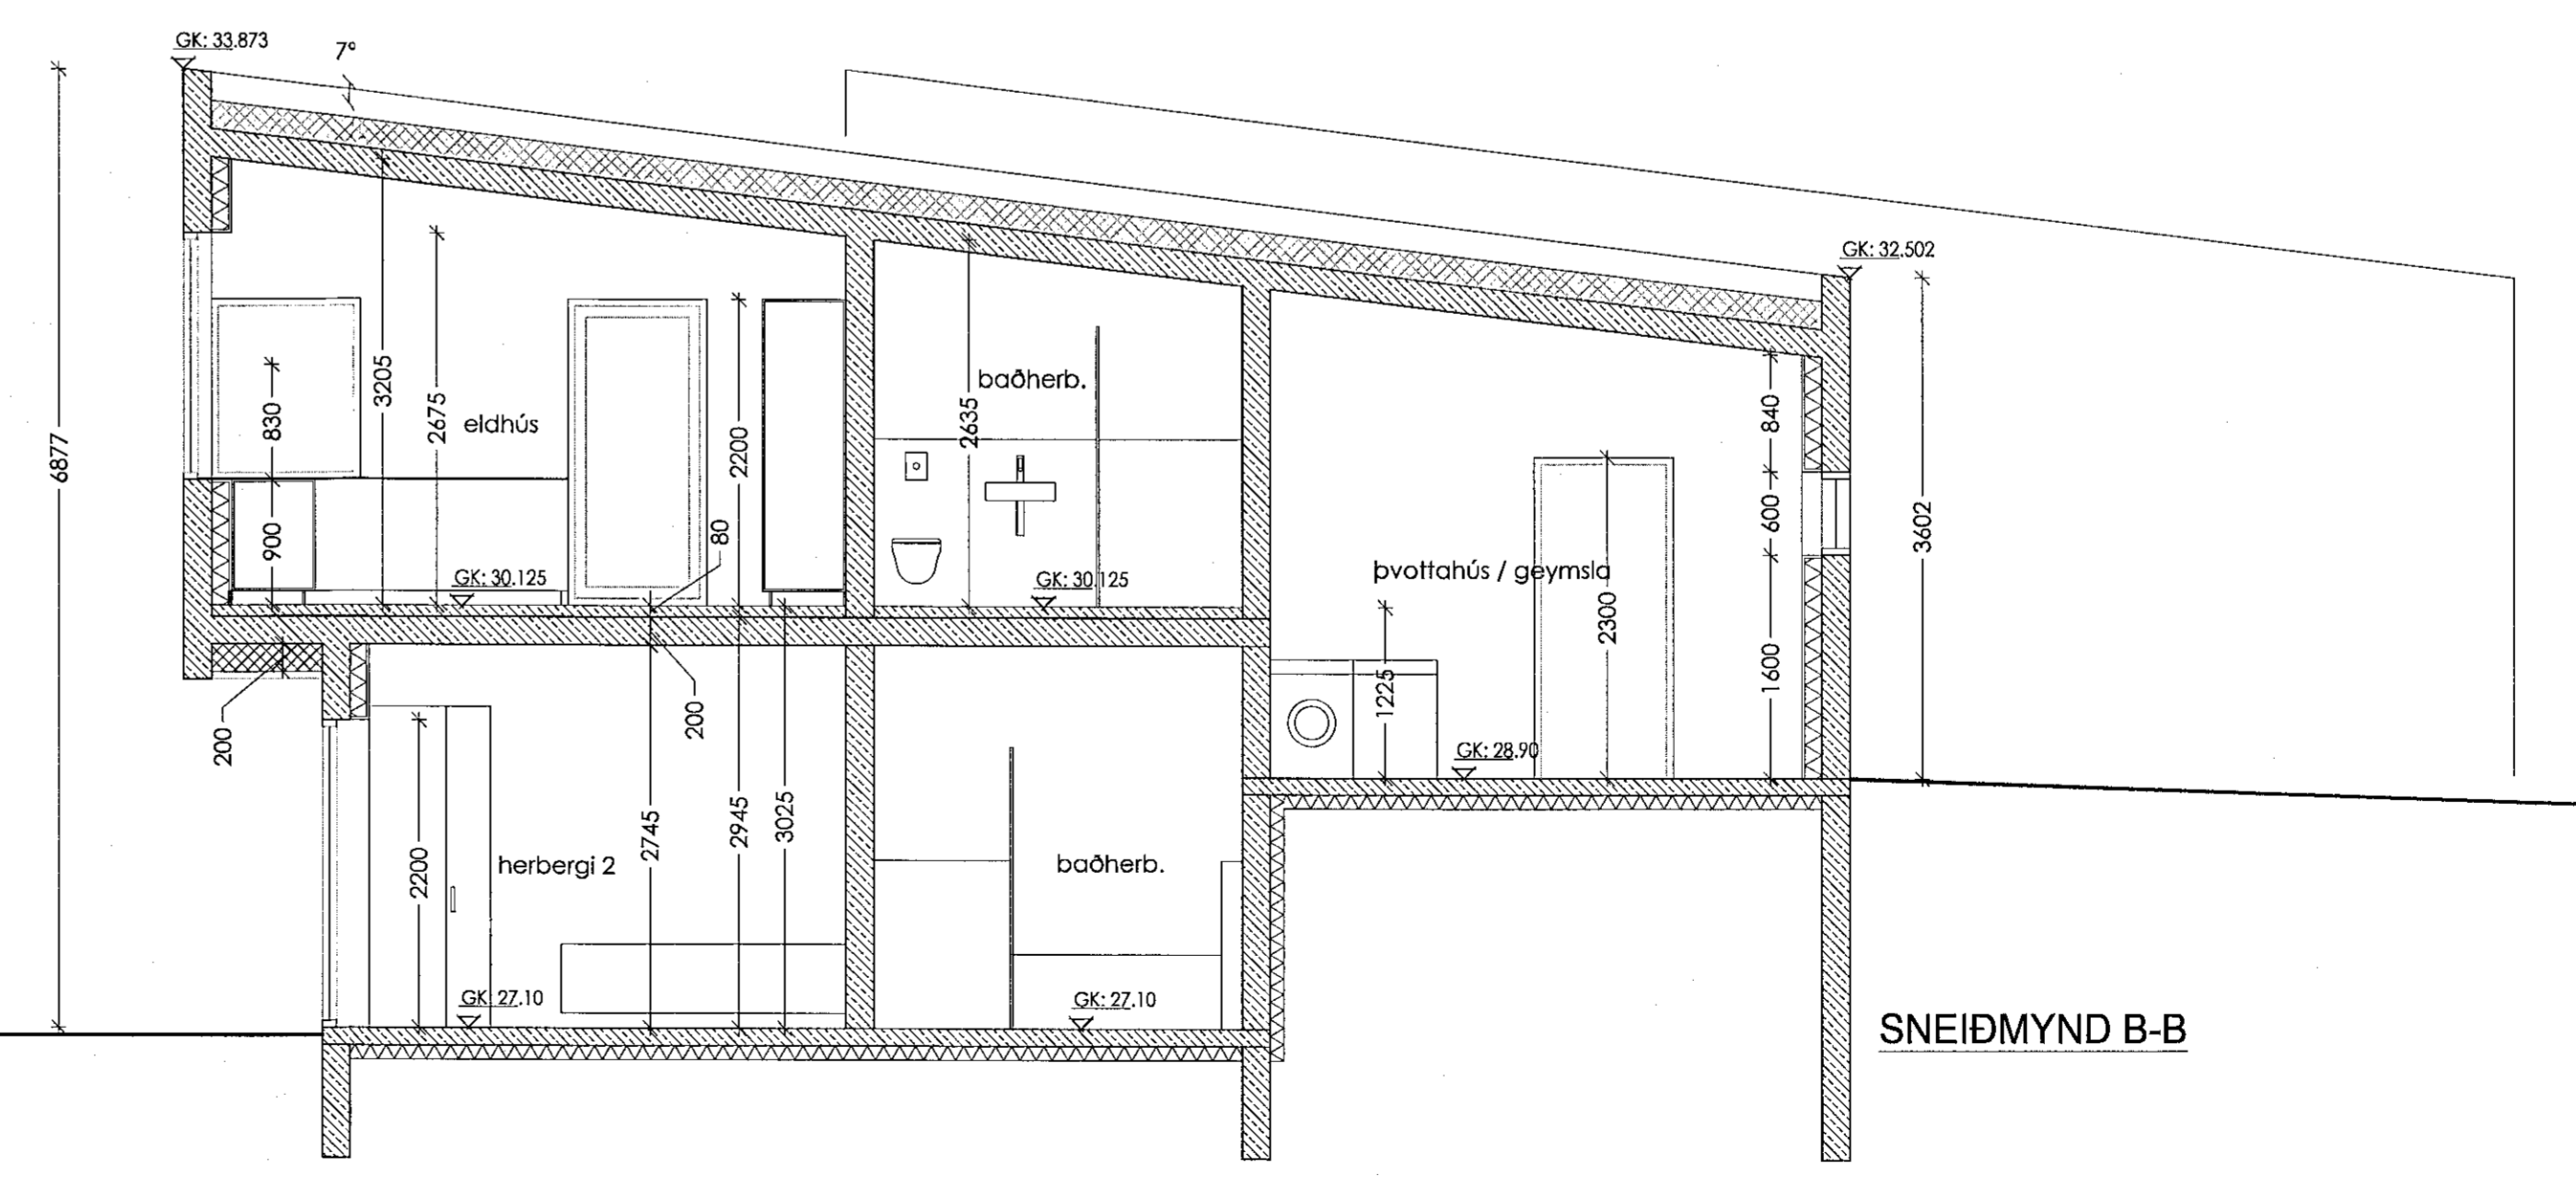 GK: 33.873
7°
GK: 32.502
6877
830
900
3205
2675
eldhús
2200
80
GK: 30.125
2635
baðherb.
GK: 30.125
þvottahús / geymsla
1225
2300
GK: 28.90
840
600
1600
3602
200
200
2200
herbergi 2
2745
2945
3025
baðherb.
GK: 27.10
GK: 27.10
SNEIÐMYND B-B